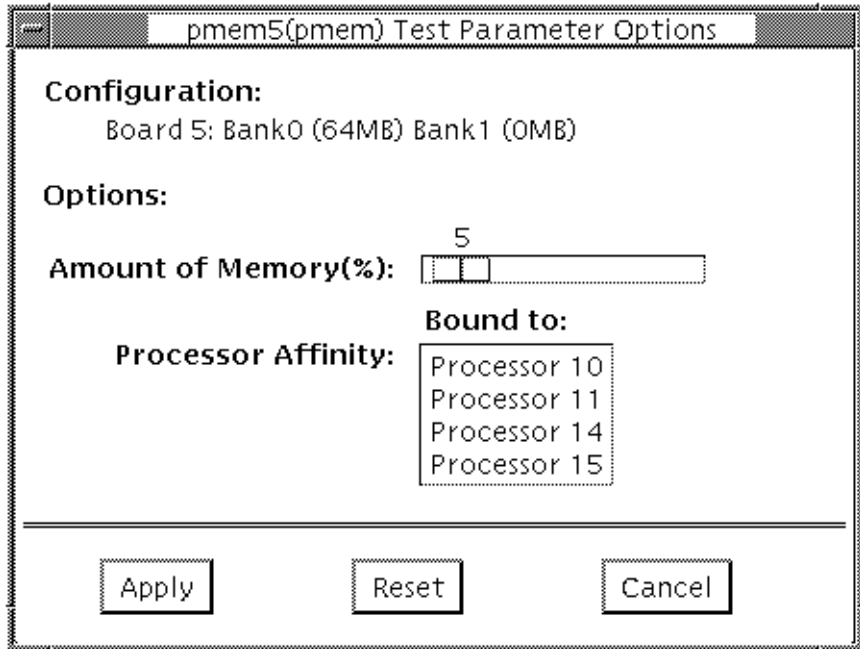 pmem5(pmem) Test Parameter Options
Configuration:
Board 5: Bank0 (64MB) Bank1 (0MB)
Options:
5
Amount of Memory(%):
Bound to:
Processor Affinity:
Processor 10
Processor 11
Processor 14
Processor 15
Apply Reset Cancel